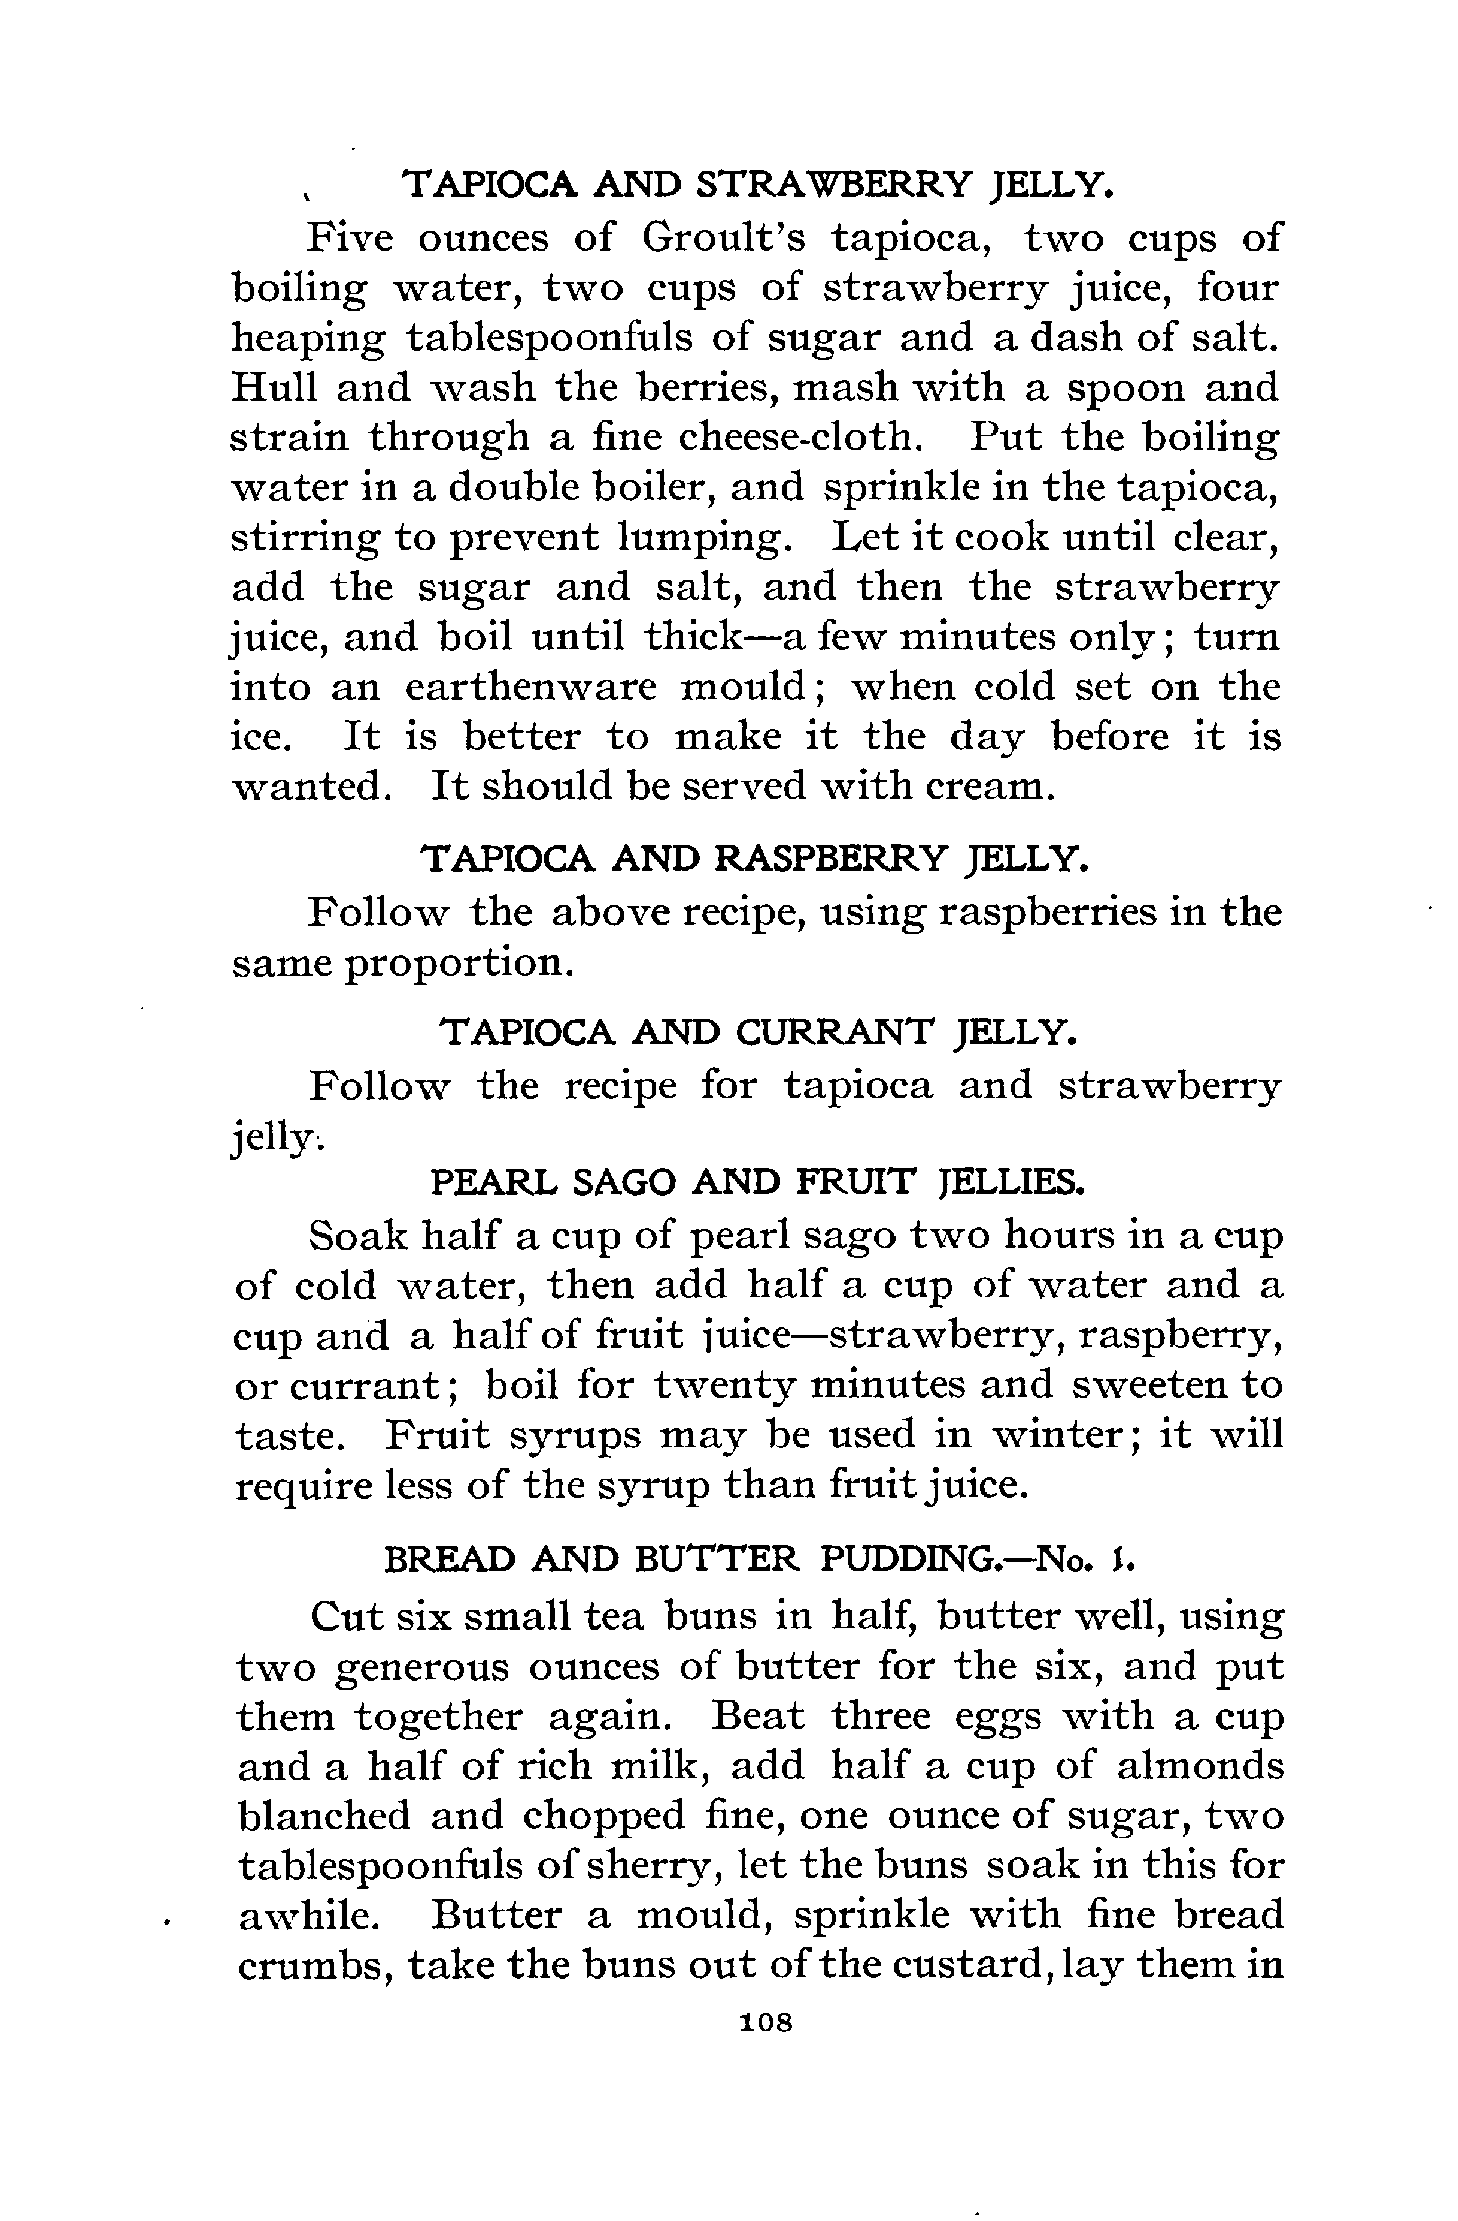 TAPIOCA AND STRAWBERRY JELLY.
Five ounces of Groult's tapioca, two cups of
boiling water, two cups of strawberry juice, four
heaping tablespoonfuls of sugar and a dash of salt.
Hull and wash the berries, mash with a spoon and
strain through a fine cheese-cloth. Put the boiling
water in a double boiler, and sprinkle in the tapioca,
stirring to prevent lumping. Let it cook until clear,
add the sugar and salt, and then the strawberry
juice, and boil until thick—a few minutes only; turn
into an earthenware mould; when cold set on the
ice. It is better to make it the day before it is
wanted. It should be served with cream.
TAPIOCA AND RASPBERRY JELLY.
Follow the above recipe, using raspberries in the
same proportion.
TAPIOCA AND CURRANT JELLY.
Follow the recipe for tapioca and strawberry
jelly.
PEARL SAGO AND FRUIT JELLIES.
Soak half a cup of pearl sago two hours in a cup
of cold water, then add half a cup of water and a
cup and a half of fruit juice—strawberry, raspberry,
or currant; boil for twenty minutes and sweeten to
taste. Fruit syrups may be used in winter; it will
require less of the syrup than fruit juice.
BREAD AND BUTTER PUDDING.—No. 1.
Cut six small tea buns in half, butter well, using
two generous ounces of butter for the six, and put
them together again. Beat three eggs with a cup
and a half of rich milk, add half a cup of almonds
blanched and chopped fine, one ounce of sugar, two
tablespoonfuls of sherry, let the buns soak in this for
awhile. Butter a mould, sprinkle with fine bread
crumbs, take the buns out of the custard, lay them in
108